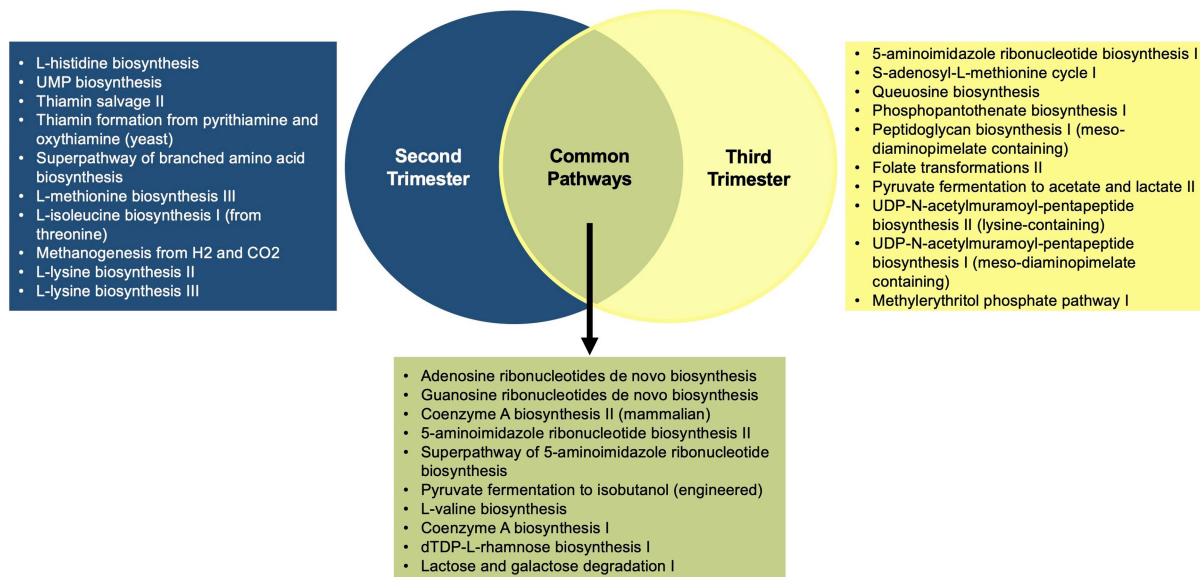 • L-histidine biosynthesis
• UMP biosynthesis
• Thiamin salvage II
• Thiamin formation from pyrithiamine and
oxythiamine (yeast)
• Superpathway of branched amino acid
biosynthesis
• L-methionine biosynthesis III
• L-isoleucine biosynthesis I (from
threonine)
• Methanogenesis from H2 and CO2
• L-lysine biosynthesis II
• L-lysine biosynthesis III
Second
Trimester
Common
Pathways
Third
Trimester
• 5-aminoimidazole ribonucleotide biosynthesis I
• S-adenosyl-L-methionine cycle I
• Queuosine biosynthesis
• Phosphopantothenate biosynthesis I
• Peptidoglycan biosynthesis I (meso-
diaminopimelate containing)
• Folate transformations II
• Pyruvate fermentation to acetate and lactate II
• UDP-N-acetylmuramoyl-pentapeptide
biosynthesis II (lysine-containing)
• UDP-N-acetylmuramoyl-pentapeptide
biosynthesis I (meso-diaminopimelate
containing)
• Methylerythritol phosphate pathway I
• Adenosine ribonucleotides de novo biosynthesis
• Guanosine ribonucleotides de novo biosynthesis
• Coenzyme A biosynthesis II (mammalian)
• 5-aminoimidazole ribonucleotide biosynthesis II
• Superpathway of 5-aminoimidazole ribonucleotide
biosynthesis
• Pyruvate fermentation to isobutanol (engineered)
• L-valine biosynthesis
• Coenzyme A biosynthesis I
• dTDP-L-rhamnose biosynthesis I
• Lactose and galactose degradation I